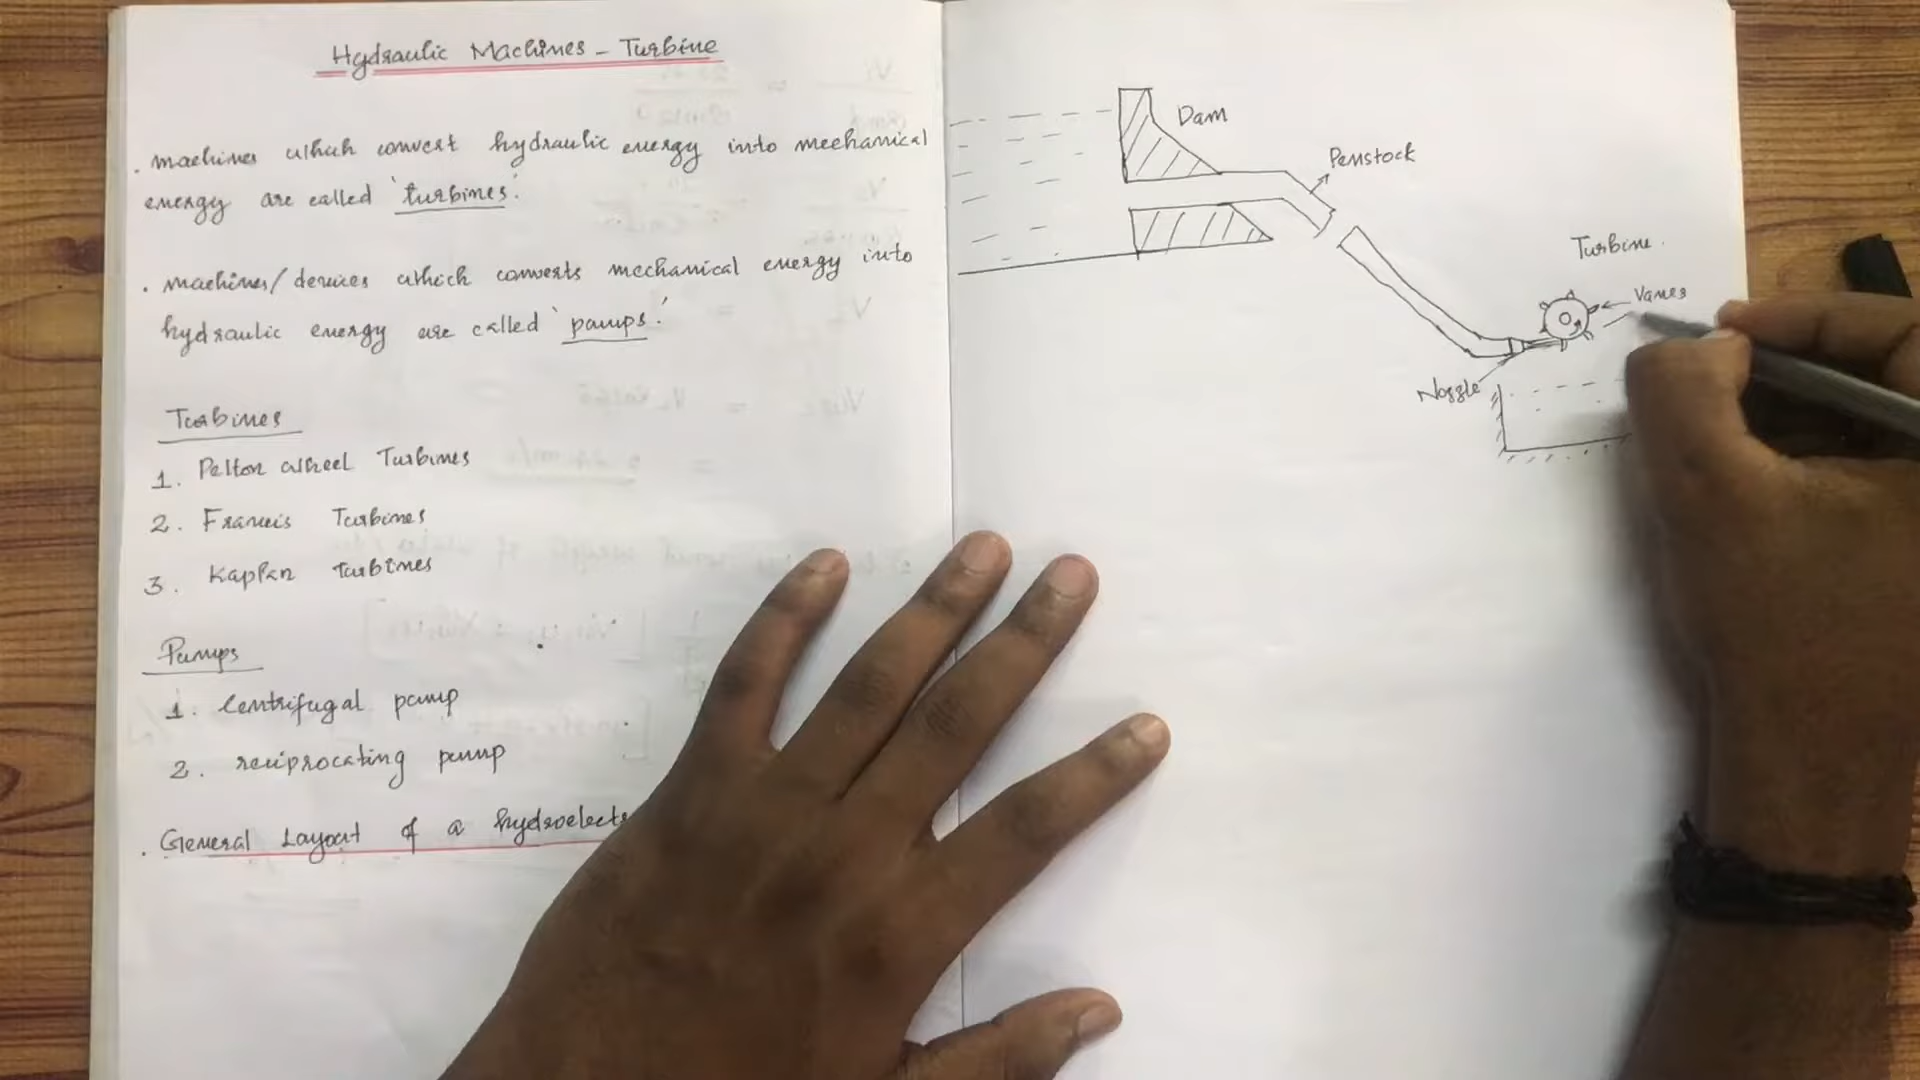 Hydraulic Machines - Turbine
. machines which convert hydraulic energy into mechanical
energy are called 'turbines'.
. machines/devices which converts mechanical energy into
hydraulic energy are called 'pumps'.
Turbines
1. Pelton wheel Turbines
2. Francis Turbines
3. Kaplan Turbines
Pumps
1. Centrifugal pump
2. reciprocating pump
. General Layout of a hydroelect
Dam
Penstock
Turbine.
Vanes
Nozzle